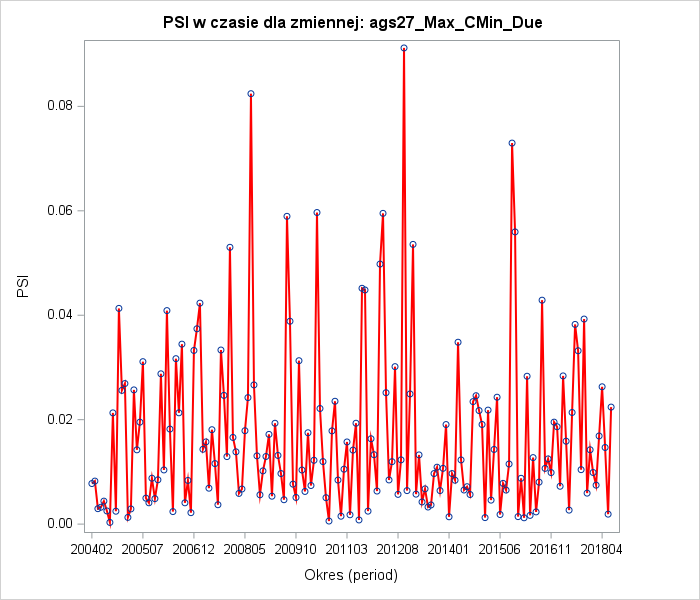 PSI w czasie dla zmiennej: ags27_Max_CMin_Due
0.08
0.06
PSI
0.04
0.02
0.00
200402 200507 200612 200805 200910 201103 201208 201401 201506 201611 201804
Okres (period)